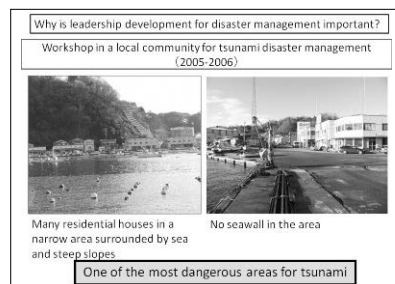 Why is leadership development for disaster management important?
Workshop in a local community for tsunami disaster management
(2005-2006)
Many residential houses in a
narrow area surrounded by sea
and steep slopes
No seawall in the area
One of the most dangerous areas for tsunami